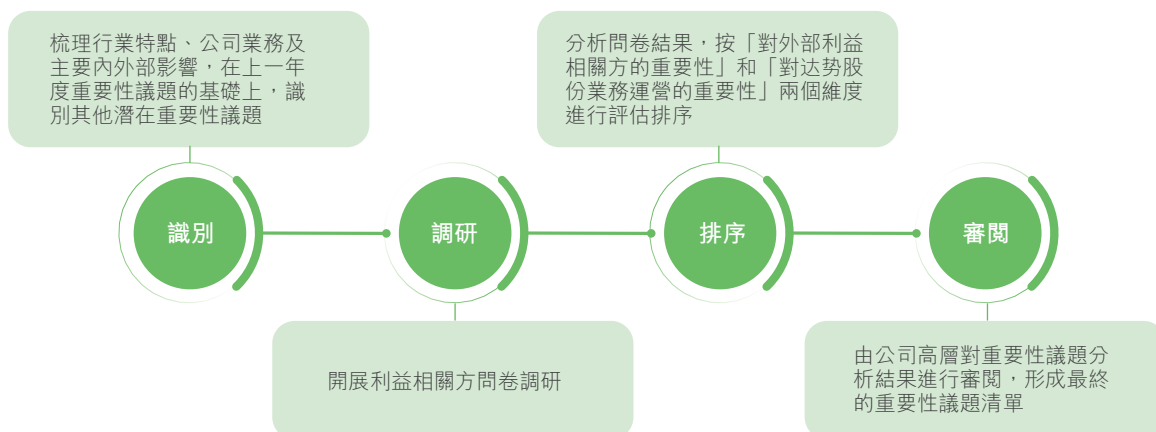 梳理行業特點、公司業務及
主要內外部影響，在上一年
度重要性議題的基礎上，識
別其他潛在重要性議題
分析問卷結果，按「對外部利益
相關方的重要性」和「對达势股
份業務運營的重要性」兩個維度
進行評估排序
識別
調研
排序
審閱
開展利益相關方問卷調研
由公司高層對重要性議題分
析結果進行審閱，形成最終
的重要性議題清單